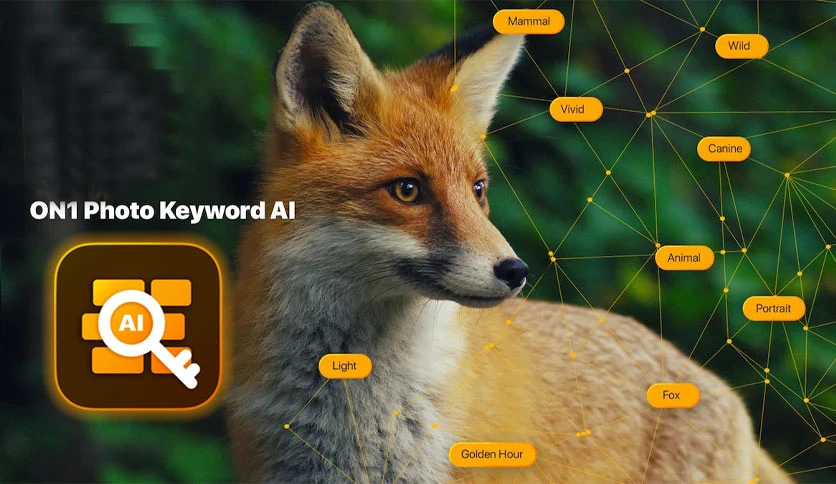 Mammal
Wild
Vivid
Canine
ON1 Photo Keyword AI
Animal
Portrait
AI
Light
Fox
Golden Hour